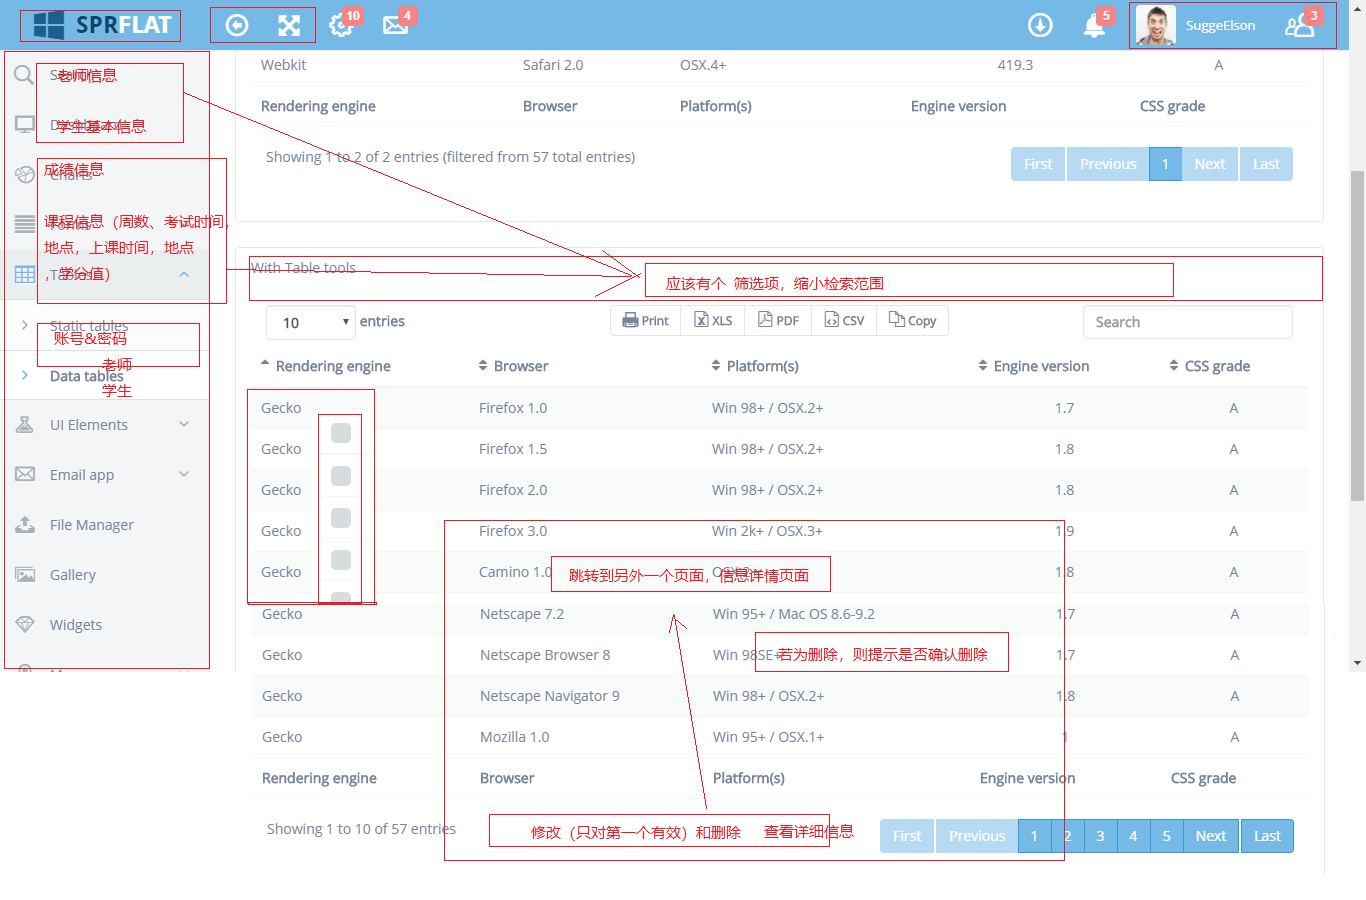 SPRFLAT
10
4
5
SuggeElson
3
老师信息
学生基本信息
成绩信息
Charts
课程信息（周数、考试时间，
Forms
地点，上课时间，地点
，学分值）
Tables
Static tables
账号&密码
老师
Data tables
学生
UI Elements
Email app
File Manager
Gallery
Widgets
Webkit Safari 2.0 OSX.4+ 419.3 A
Rendering engine Browser Platform(s) Engine version CSS grade
Showing 1 to 2 of 2 entries (filtered from 57 total entries)
First Previous 1 Next Last
With Table tools
应该有个 筛选项，缩小检索范围
10 entries Print XLS PDF CSV Copy Search
Rendering engine Browser Platform(s) Engine version CSS grade
Gecko Firefox 1.0 Win 98+ / OSX.2+ 1.7 A
Gecko Firefox 1.5 Win 98+ / OSX.2+ 1.8 A
Gecko Firefox 2.0 Win 98+ / OSX.2+ 1.8 A
Gecko Firefox 3.0 Win 2k+ / OSX.3+ 1.9 A
Gecko Camino 1.0 1.8 A
跳转到另外一个页面，信息详情页面
Gecko Netscape 7.2 Win 95+ / Mac OS 8.6-9.2 1.7 A
Gecko Netscape Browser 8 Win 98SE+ 1.7 A
若为删除，则提示是否确认删除
Gecko Netscape Navigator 9 Win 98+ / OSX.2+ 1.8 A
Gecko Mozilla 1.0 Win 95+ / OSX.1+ 1 A
Rendering engine Browser Platform(s) Engine version CSS grade
Showing 1 to 10 of 57 entries
修改（只对第一个有效）和删除 查看详细信息
First Previous 1 2 3 4 5 Next Last